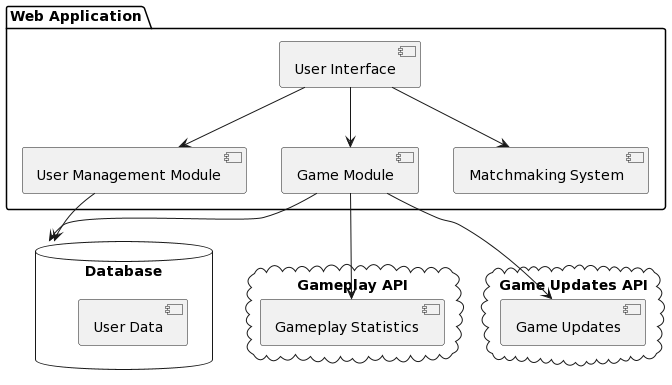 Web Application
User Interface
User Management Module
Game Module
Matchmaking System
Database
Gameplay API
Game Updates API
User Data
Gameplay Statistics
Game Updates